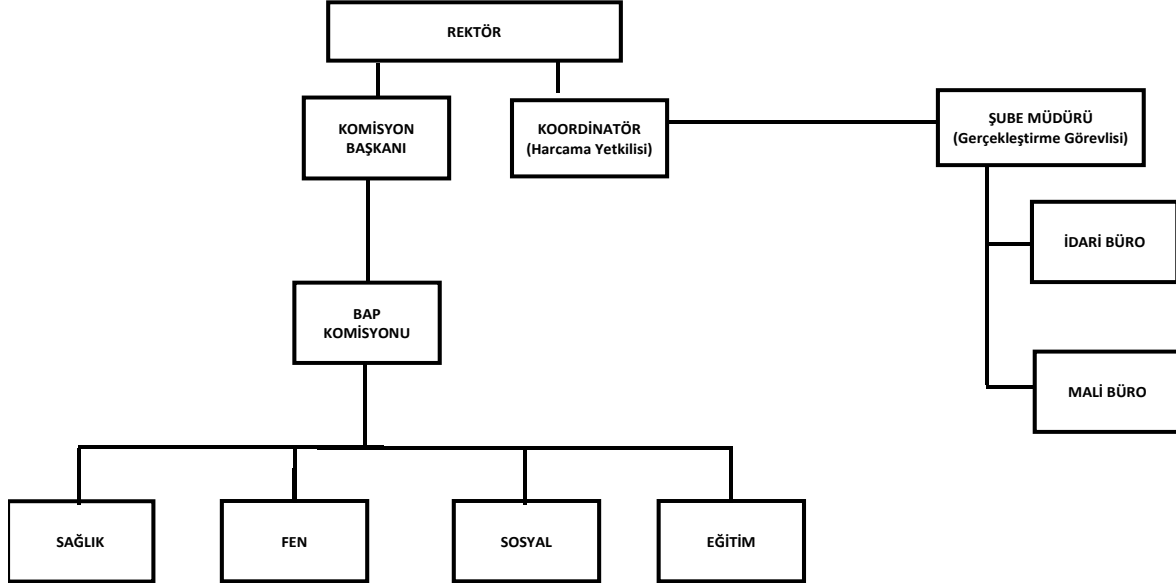 REKTÖR
KOMİSYON
BAŞKANI
KOORDİNATÖR
(Harcama Yetkilisi)
ŞUBE MÜDÜRÜ
(Gerçekleştirme Görevlisi)
İDARİ BÜRO
BAP
KOMİSYONU
MALİ BÜRO
SAĞLIK
FEN
SOSYAL
EĞİTİM